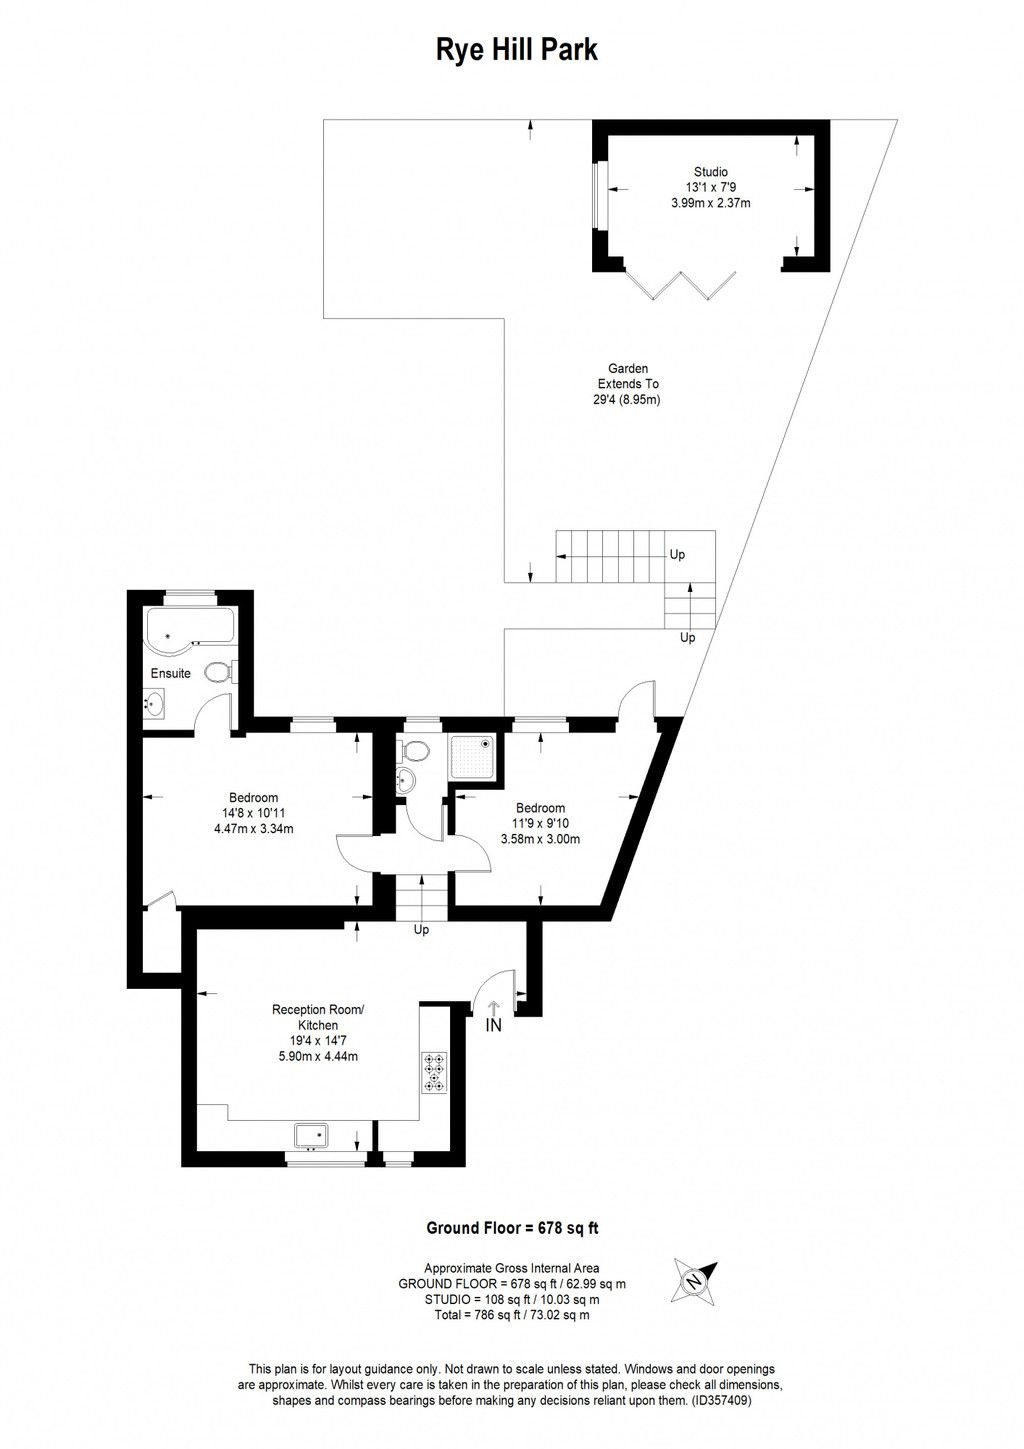 Rye Hill Park
Studio
13'1 x 7'9
3.99m x 2.37m
Garden
Extends To
29'4 (8.95m)
Up
Up
Ensuite
Bedroom
14'8 x 10'11
4.47m x 3.34m
Bedroom
11'9 x 9'10
3.58m x 3.00m
Up
Reception Room/
Kitchen
19'4 x 14'7
5.90m x 4.44m
IN
Ground Floor = 678 sq ft
Approximate Gross Internal Area
GROUND FLOOR = 678 sq ft / 62.99 sq m
STUDIO = 108 sq ft / 10.03 sq m
Total = 786 sq ft / 73.02 sq m
N
This plan is for layout guidance only. Not drawn to scale unless stated. Windows and door openings
are approximate. Whilst every care is taken in the preparation of this plan, please check all dimensions,
shapes and compass bearings before making any decisions reliant upon them. (ID357409)